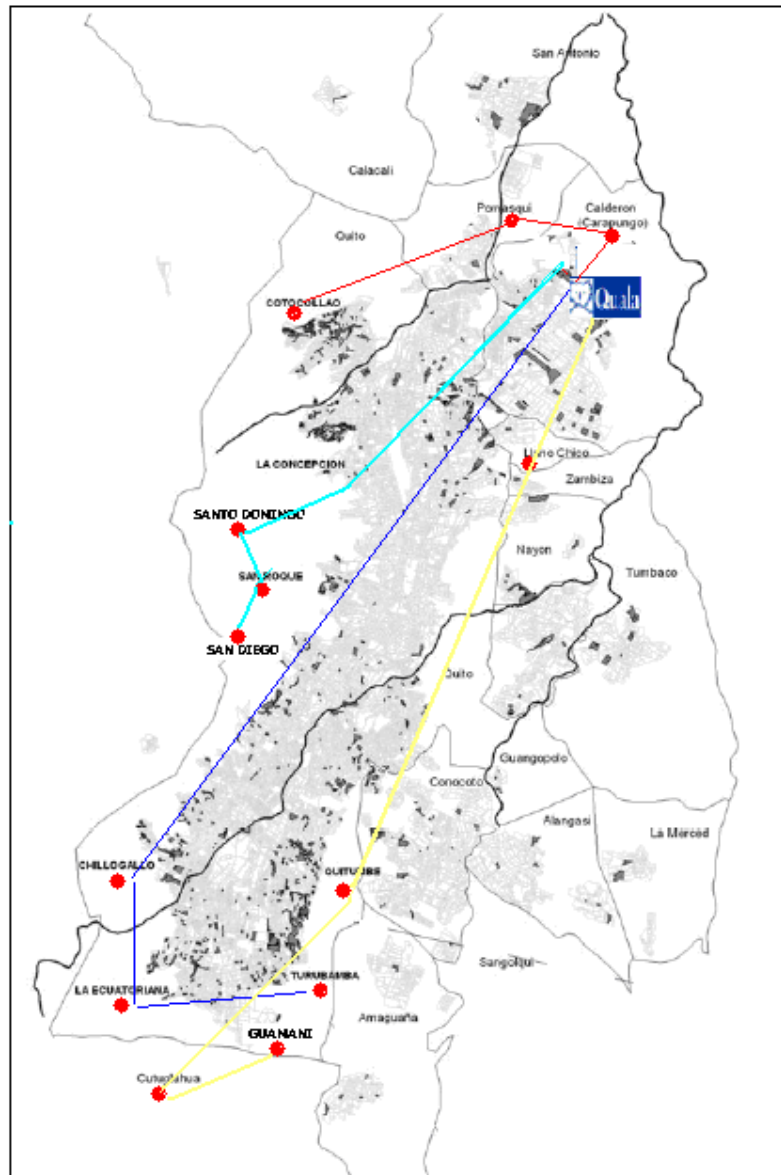 San Antonio
Calacali
Pomasqui
Calderon
(Carapungo)
Quito
COTOCOLLAO
Quala
LA CONCEPCION
Chico
Zambiza
SANTO DOMINGO
Nayon
Tumbaco
SAN ROQUE
SAN DIEGO
Quito
Guangopolo
Conocoto
Alangasi
La Merced
CHILLOGALLO
Sangolqui
LA ECUATORIANA
TURUBAMBA
Amaguaña
GUAMANI